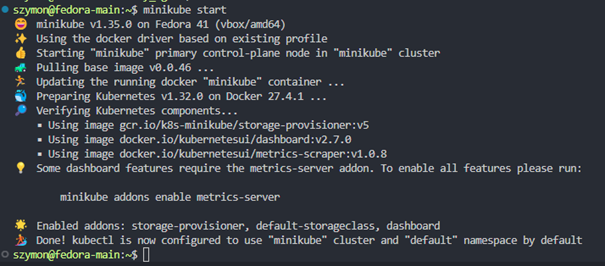 szymon@fedora-main:~$ minikube start
😄 minikube v1.35.0 on Fedora 41 (vbox/amd64)
✨ Using the docker driver based on existing profile
👍 Starting "minikube" primary control-plane node in "minikube" cluster
🚜 Pulling base image v0.0.46 ...
🏃 Updating the running docker "minikube" container ...
🐳 Preparing Kubernetes v1.32.0 on Docker 27.4.1 ...
🔎 Verifying Kubernetes components...
▪ Using image gcr.io/k8s-minikube/storage-provisioner:v5
▪ Using image docker.io/kubernetesui/dashboard:v2.7.0
▪ Using image docker.io/kubernetesui/metrics-scraper:v1.0.8
💡 Some dashboard features require the metrics-server addon. To enable all features please run:
minikube addons enable metrics-server
🌟 Enabled addons: storage-provisioner, default-storageclass, dashboard
🏄 Done! kubectl is now configured to use "minikube" cluster and "default" namespace by default
szymon@fedora-main:~$